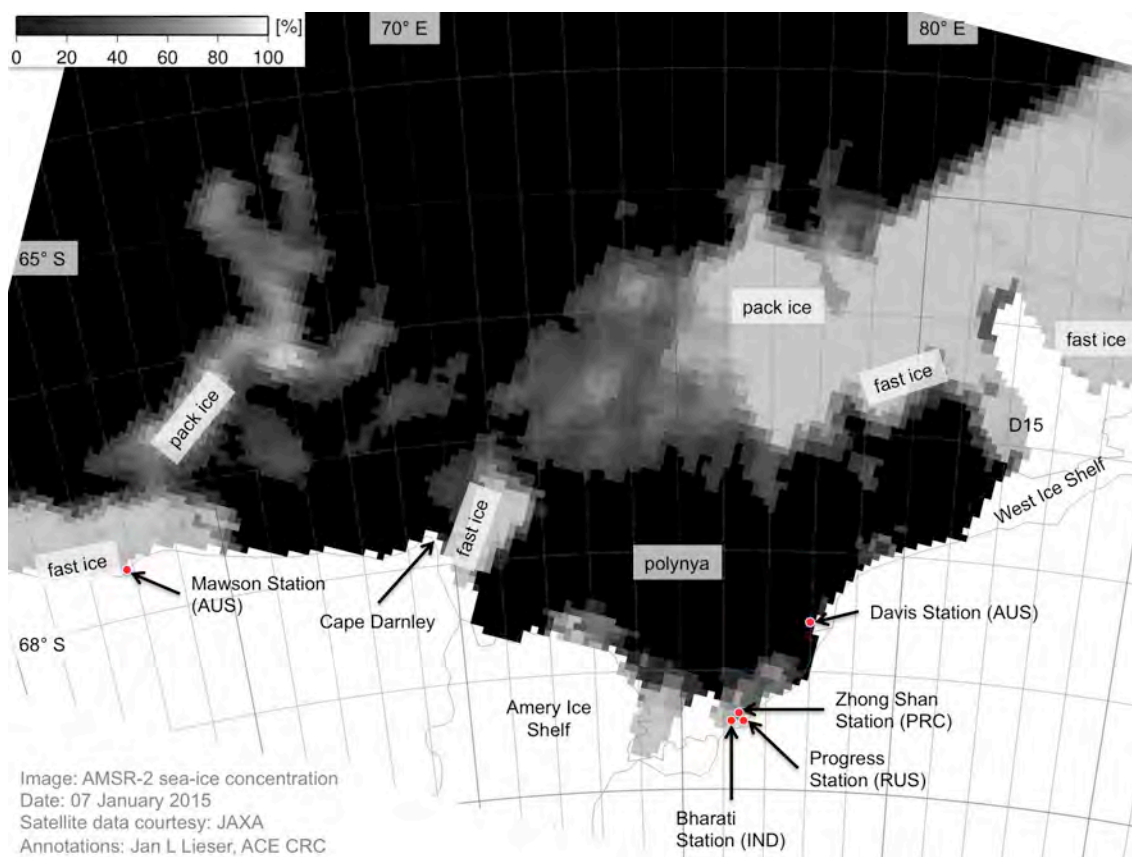 [%]
0 20 40 60 80 100
70° E
80° E
65° S
pack ice
fast ice
fast ice
pack ice
D15
West Ice Shelf
fast ice
fast ice
polynya
Mawson Station
(AUS)
Cape Darnley
Davis Station (AUS)
68° S
Amery Ice
Shelf
Zhong Shan
Station (PRC)
Progress
Station (RUS)
Bharati
Station (IND)
Image: AMSR-2 sea-ice concentration
Date: 07 January 2015
Satellite data courtesy: JAXA
Annotations: Jan L Lieser, ACE CRC